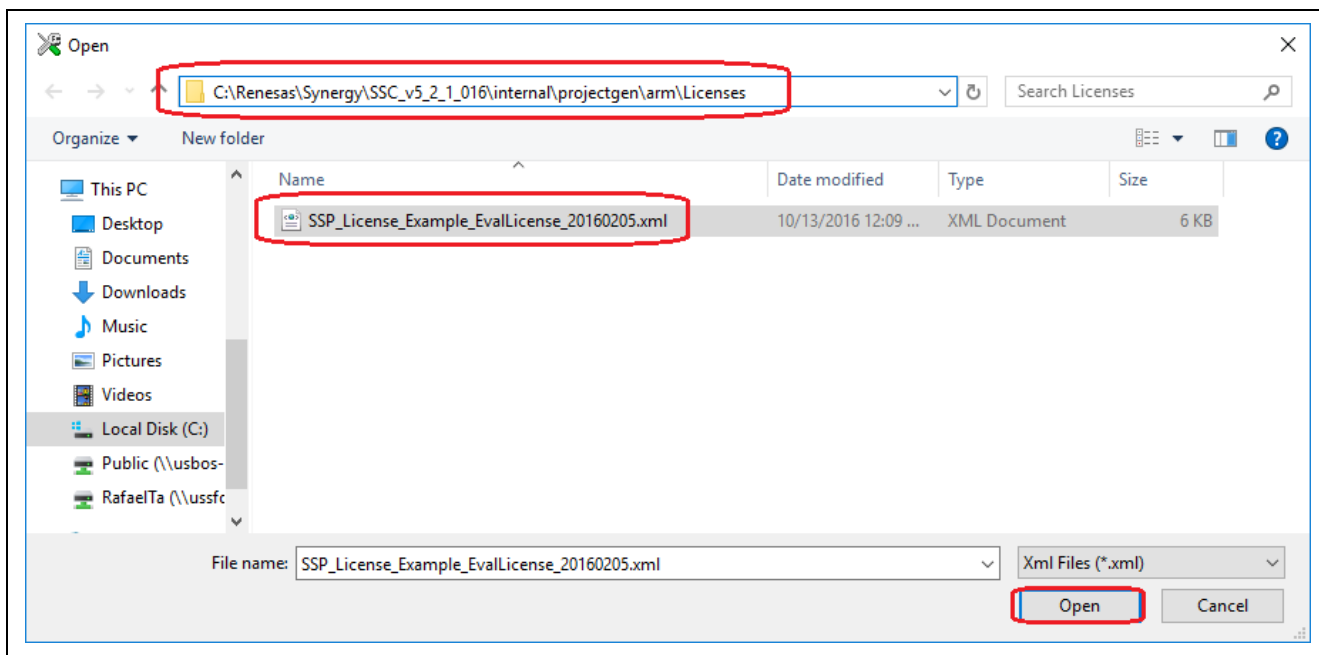 Open
C:\Renesas\Synergy\SSC_v5_2_1_016\internal\projectgen\arm\Licenses
Search Licenses
Organize
New folder
This PC
Desktop
Documents
Downloads
Music
Pictures
Videos
Local Disk (C:)
Public (\\usbos-
RafaelTa (\\ussfc
Name
Date modified
Type
Size
SSP_License_Example_EvalLicense_20160205.xml
10/13/2016 12:09 ...
XML Document
6 KB
File name:
SSP_License_Example_EvalLicense_20160205.xml
Xml Files (*.xml)
Open
Cancel